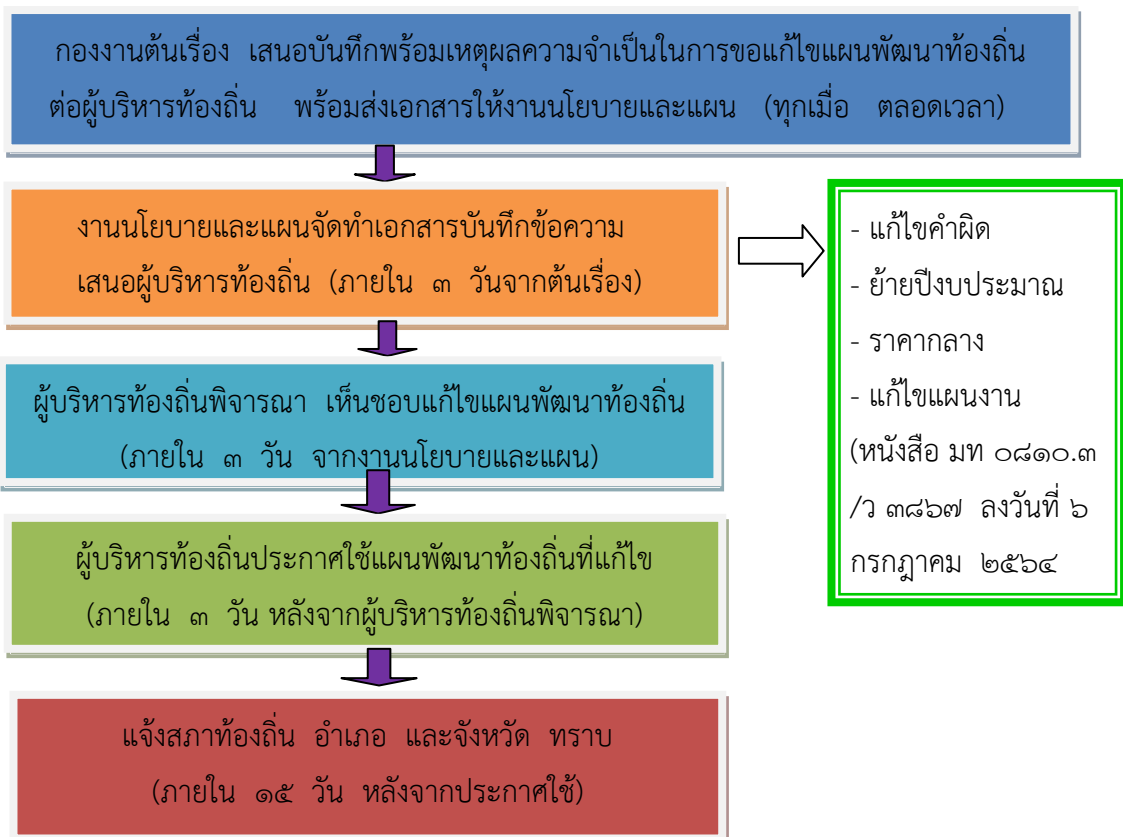 กองงานต้นเรื่อง เสนอบันทึกพร้อมเหตุผลความจำเป็นในการขอแก้ไขแผนพัฒนาท้องถิ่น
ต่อผู้บริหารท้องถิ่น พร้อมส่งเอกสารให้งานนโยบายและแผน (ทุกเมื่อ ตลอดเวลา)
งานนโยบายและแผนจัดทำเอกสารบันทึกข้อความ
เสนอผู้บริหารท้องถิ่น (ภายใน ๓ วันจากต้นเรื่อง)
- แก้ไขคำผิด
- ย้ายปีงบประมาณ
- ราคากลาง
- แก้ไขแผนงาน
(หนังสือ มท ๐๘๑๐.๓
/ว ๓๘๖๗ ลงวันที่ ๖
กรกฎาคม ๒๕๖๔
ผู้บริหารท้องถิ่นพิจารณา เห็นชอบแก้ไขแผนพัฒนาท้องถิ่น
(ภายใน ๓ วัน จากงานนโยบายและแผน)
ผู้บริหารท้องถิ่นประกาศใช้แผนพัฒนาท้องถิ่นที่แก้ไข
(ภายใน ๓ วัน หลังจากผู้บริหารท้องถิ่นพิจารณา)
แจ้งสภาท้องถิ่น อำเภอ และจังหวัด ทราบ
(ภายใน ๑๕ วัน หลังจากประกาศใช้)